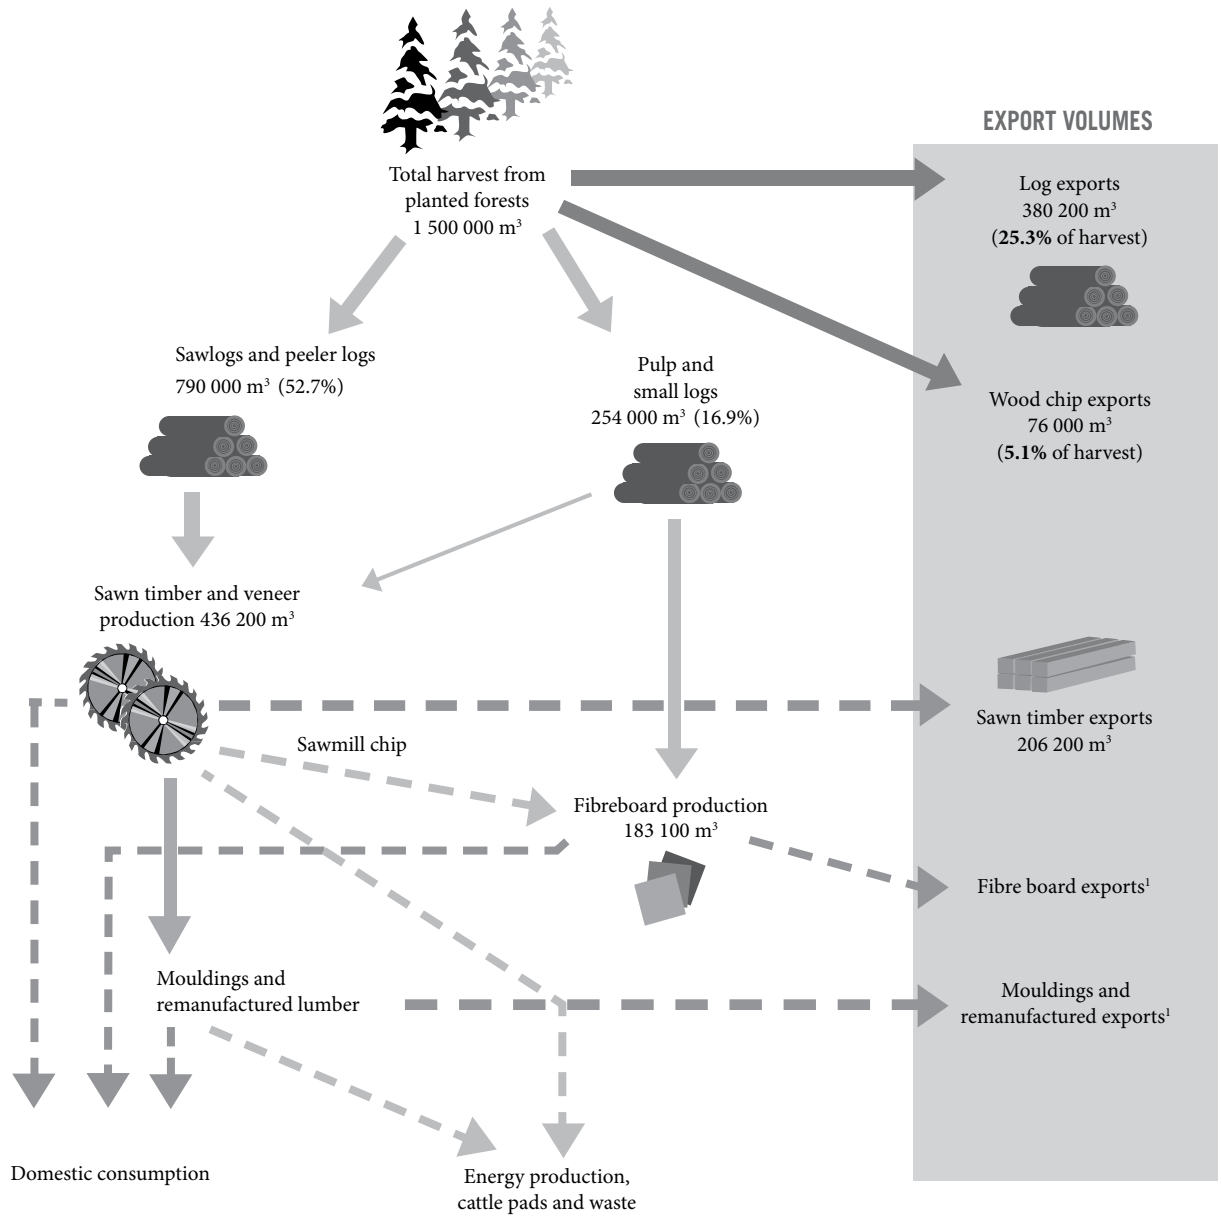 EXPORT VOLUMES
Total harvest from
planted forests
1 500 000 m³
Log exports
380 200 m³
(25.3% of harvest)
Sawlogs and peeler logs
790 000 m³ (52.7%)
Pulp and
small logs
254 000 m³ (16.9%)
Wood chip exports
76 000 m³
(5.1% of harvest)
Sawn timber and veneer
production 436 200 m³
Sawn timber exports
206 200 m³
Sawmill chip
Fibreboard production
183 100 m³
Fibre board exports¹
Mouldings and
remanufactured lumber
Mouldings and
remanufactured exports¹
Domestic consumption
Energy production,
cattle pads and waste